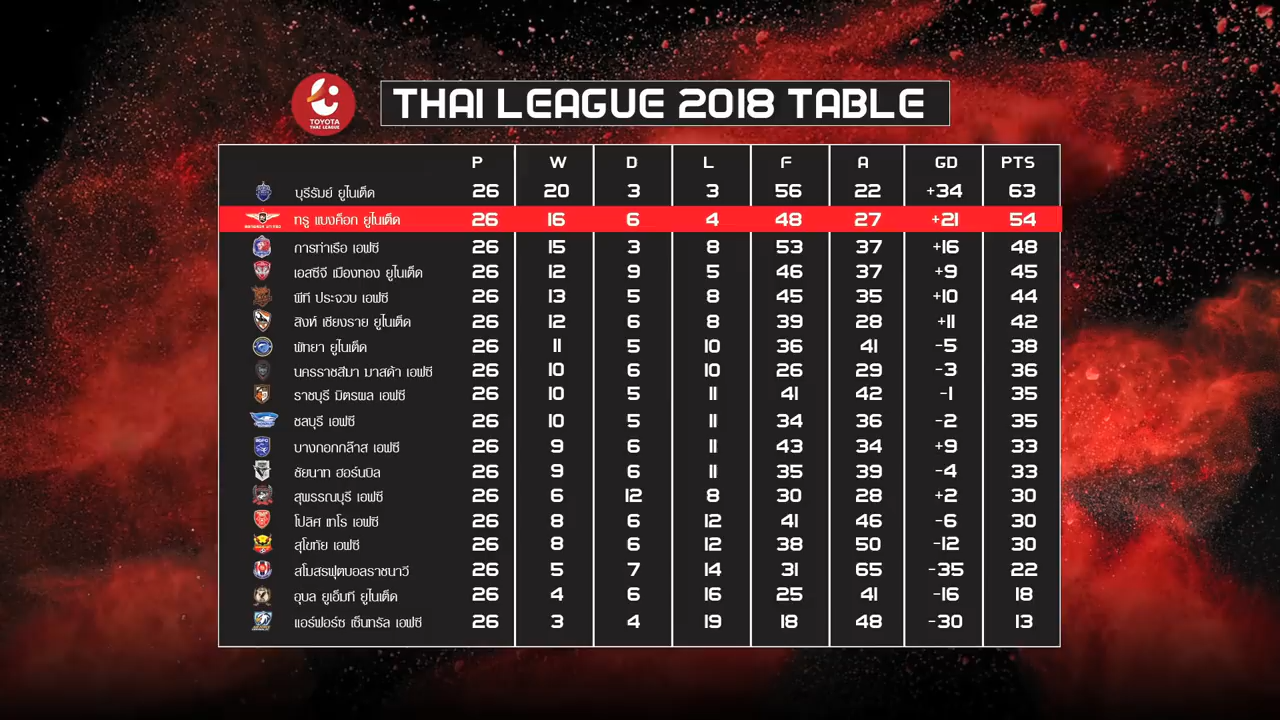 TOYOTA
THAI LEAGUE
THAI LEAGUE 2018 TABLE
P W D L F A GD PTS
บุรีรัมย์ ยูไนเต็ด 26 20 3 3 56 22 +34 63
ทรู แบงค็อก ยูไนเต็ด 26 16 6 4 48 27 +21 54
การท่าเรือ เอฟซี 26 15 3 8 53 37 +16 48
เอสซีจี เมืองทอง ยูไนเต็ด 26 12 9 5 46 37 +9 45
พีที ประจวบ เอฟซี 26 13 5 8 45 35 +10 44
สิงห์ เชียงราย ยูไนเต็ด 26 12 6 8 39 28 +11 42
พัทยา ยูไนเต็ด 26 11 5 10 36 41 -5 38
นครราชสีมา มาสด้า เอฟซี 26 10 6 10 26 29 -3 36
ราชบุรี มิตรผล เอฟซี 26 10 5 11 41 42 -1 35
ชลบุรี เอฟซี 26 10 5 11 34 36 -2 35
บางกอกกล๊าส เอฟซี 26 9 6 11 43 34 +9 33
ชัยนาท ฮอร์นบิล 26 9 6 11 35 39 -4 33
สุพรรณบุรี เอฟซี 26 6 12 8 30 28 +2 30
โปลิศ เทโร เอฟซี 26 8 6 12 41 46 -6 30
สุโขทัย เอฟซี 26 8 6 12 38 50 -12 30
สโมสรฟุตบอลราชนาวี 26 5 7 14 31 65 -35 22
อุบล ยูเอ็มที ยูไนเต็ด 26 4 6 16 25 41 -16 18
แอร์ฟอร์ซ เซ็นทรัล เอฟซี 26 3 4 19 18 48 -30 13